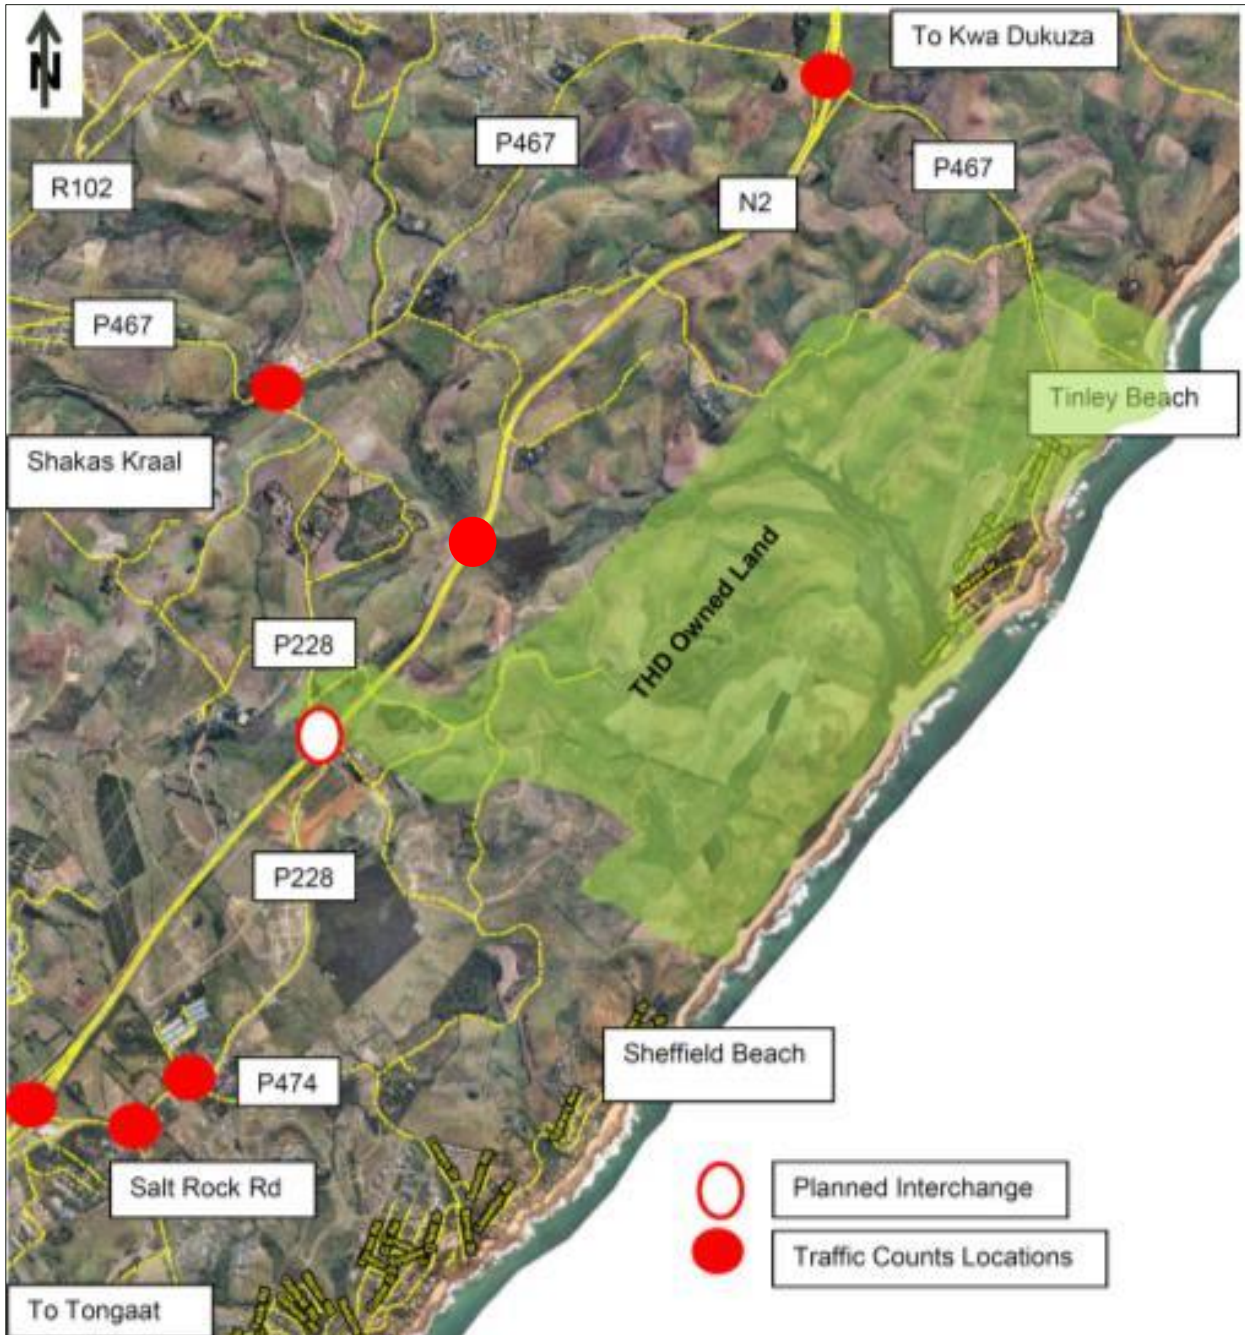 N
To Kwa Dukuza
P467
P467
R102
N2
P467
Tinley Beach
Shakas Kraal
THD Owned Land
P228
P228
Sheffield Beach
P474
Salt Rock Rd
Planned Interchange
Traffic Counts Locations
To Tongaat